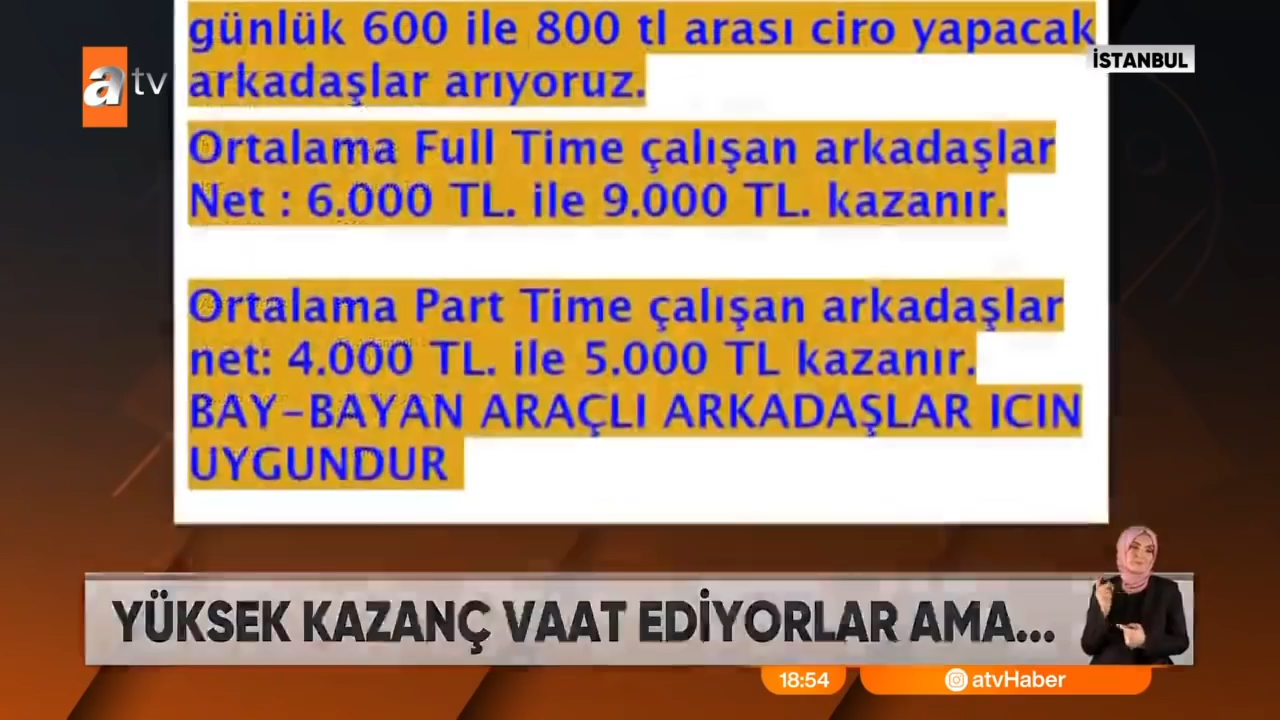 günlük 600 ile 800 tl arası ciro yapacak
arkadaşlar arıyoruz.
İSTANBUL
atv
Ortalama Full Time çalışan arkadaşlar
Net : 6.000 TL. ile 9.000 TL. kazanır.
Ortalama Part Time çalışan arkadaşlar
net: 4.000 TL. ile 5.000 TL kazanır.
BAY-BAYAN ARAÇLI ARKADAŞLAR ICIN
UYGUNDUR
YÜKSEK KAZANÇ VAAT EDİYORLAR AMA...
18:54
atvHaber